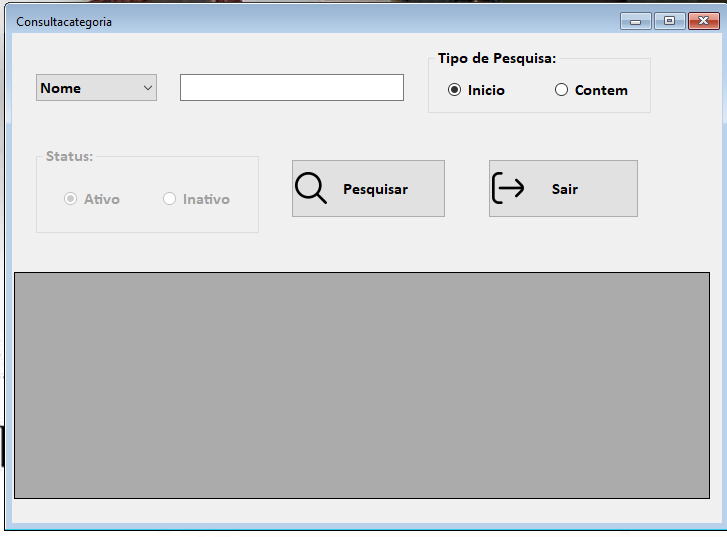 Consultacategoria
Tipo de Pesquisa:
Nome
Inicio
Contem
Status:
Ativo
Inativo
Pesquisar
Sair